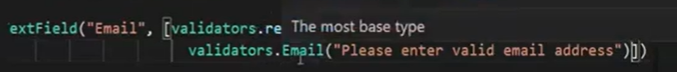 extField("Email", [validators.re
The most base type
validators.Email("Please enter valid email address")])